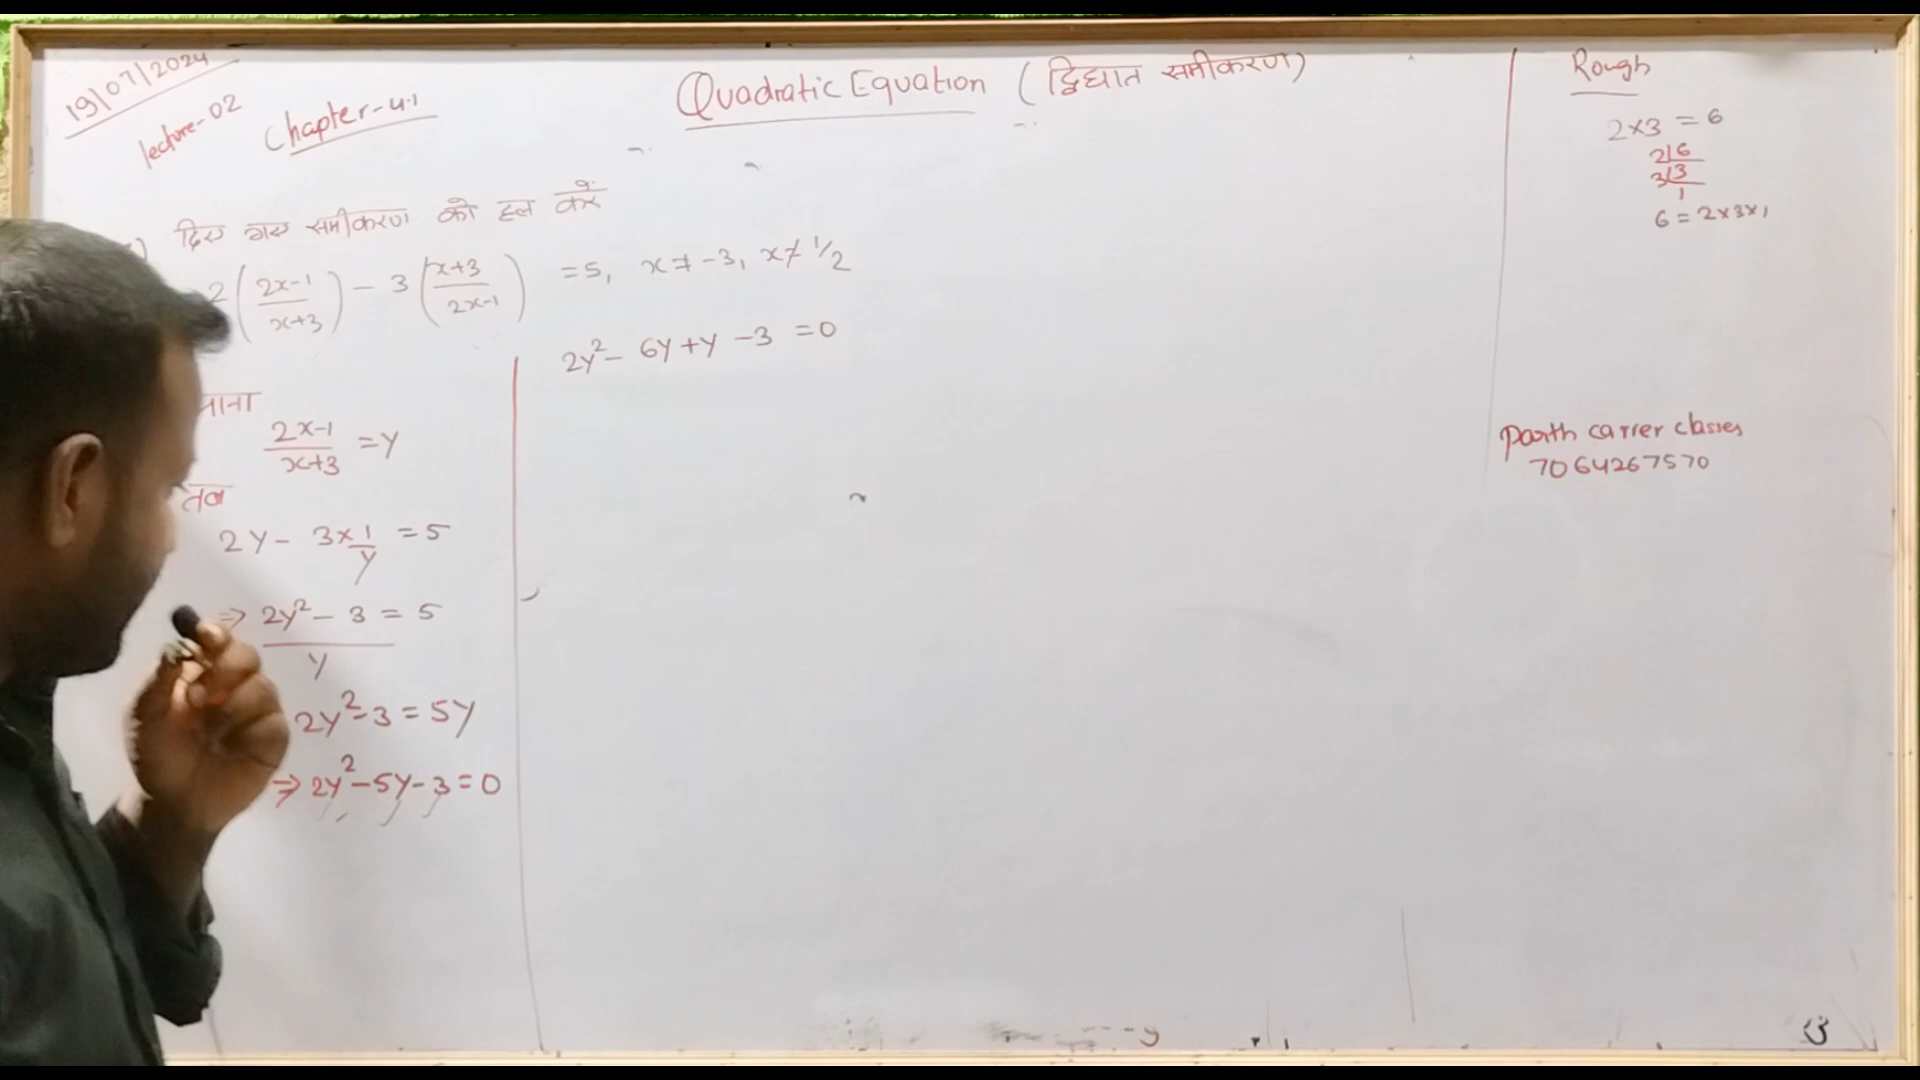 19/07/2024
lecture-02
Chapter-4.1
Quadratic Equation (द्विघात समीकरण)
दिए गए समीकरण को हल करें
2(2x-1/x+3) - 3(x+3/2x-1) =5, x≠-3, x≠1/2
माना
2x-1/x+3 =y
तब
2y - 3×1/y =5
⇒ 2y²-3/y = 5
2y²-3=5y
⇒ 2y²-5y-3=0
2y²- 6y+y -3 =0
Rough
2×3 = 6
2|6
3|3
1
6 = 2×3×1
Parth carrer classes
7064267570